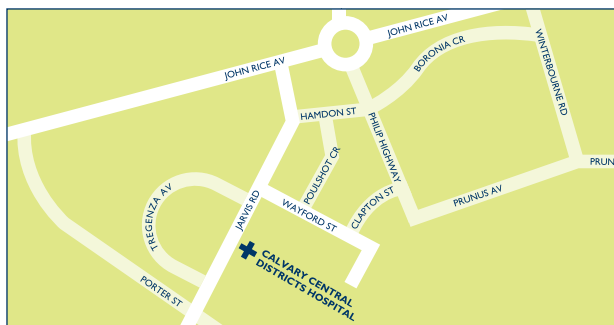 JOHN RICE AV
JOHN RICE AV
BORONIA CR
WINTERBOURNE RD
HAMDON ST
PHILIP HIGHWAY
POULSHOT CR
PRUN
TREGENZA AV
JARVIS RD
WAYFORD ST
CLAPTON ST
PRUNUS AV
CALVARY CENTRAL
DISTRICTS HOSPITAL
PORTER ST